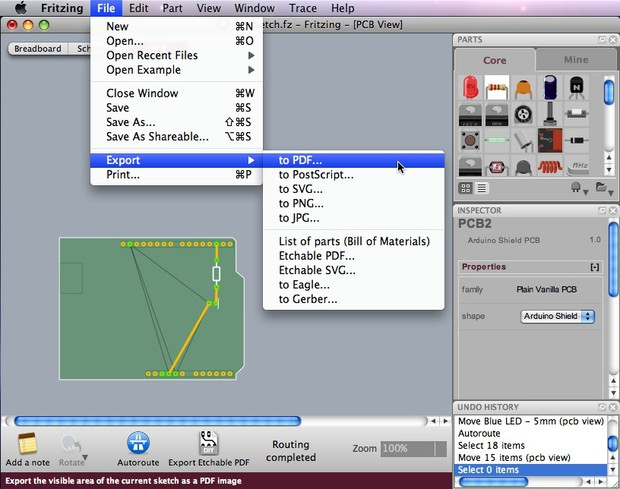 Fritzing File Edit Part View Window Trace Help
etch.fz - Fritzing - [PCB View]
New ⌘N
Open... ⌘O
Open Recent Files
Open Example
Close Window ⌘W
Save ⌘S
Save As... ⇧⌘S
Save As Shareable... ⌥⌘S
Export
Print... ⌘P
to PDF...
to PostScript...
to SVG...
to PNG...
to JPG...
List of parts (Bill of Materials)
Etchable PDF...
Etchable SVG...
to Eagle...
to Gerber...
Breadboard Sch
PARTS
Core Mine
MHz
INSPECTOR
PCB2
Arduino Shield PCB 1.0
Properties [-]
family Plain Vanilla PCB
shape Arduino Shield
UNDO HISTORY
Move Blue LED - 5mm (pcb view)
Autoroute
Select 18 items
Move 15 items (pcb view)
Select 0 items
DIY
Add a note Rotate Autoroute Export Etchable PDF
Routing completed
Zoom 100%
Export the visible area of the current sketch as a PDF image